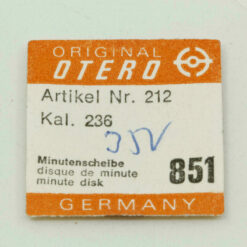 ORIGINAL
OTERO
Artikel Nr. 212
Kal. 236
Minutenscheibe
disque de minute
minute disk
851
GERMANY